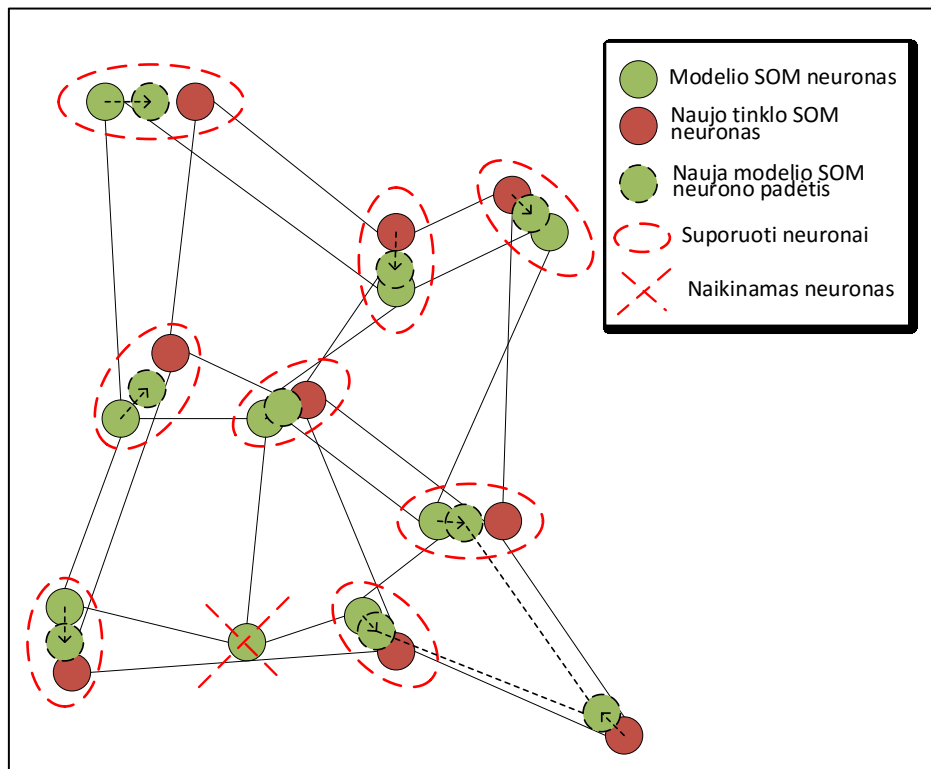 Modelio SOM neuronas
Naujo tinklo SOM
neuronas
Nauja modelio SOM
neurono padėtis
Suporuoti neuronai
Naikinamas neuronas